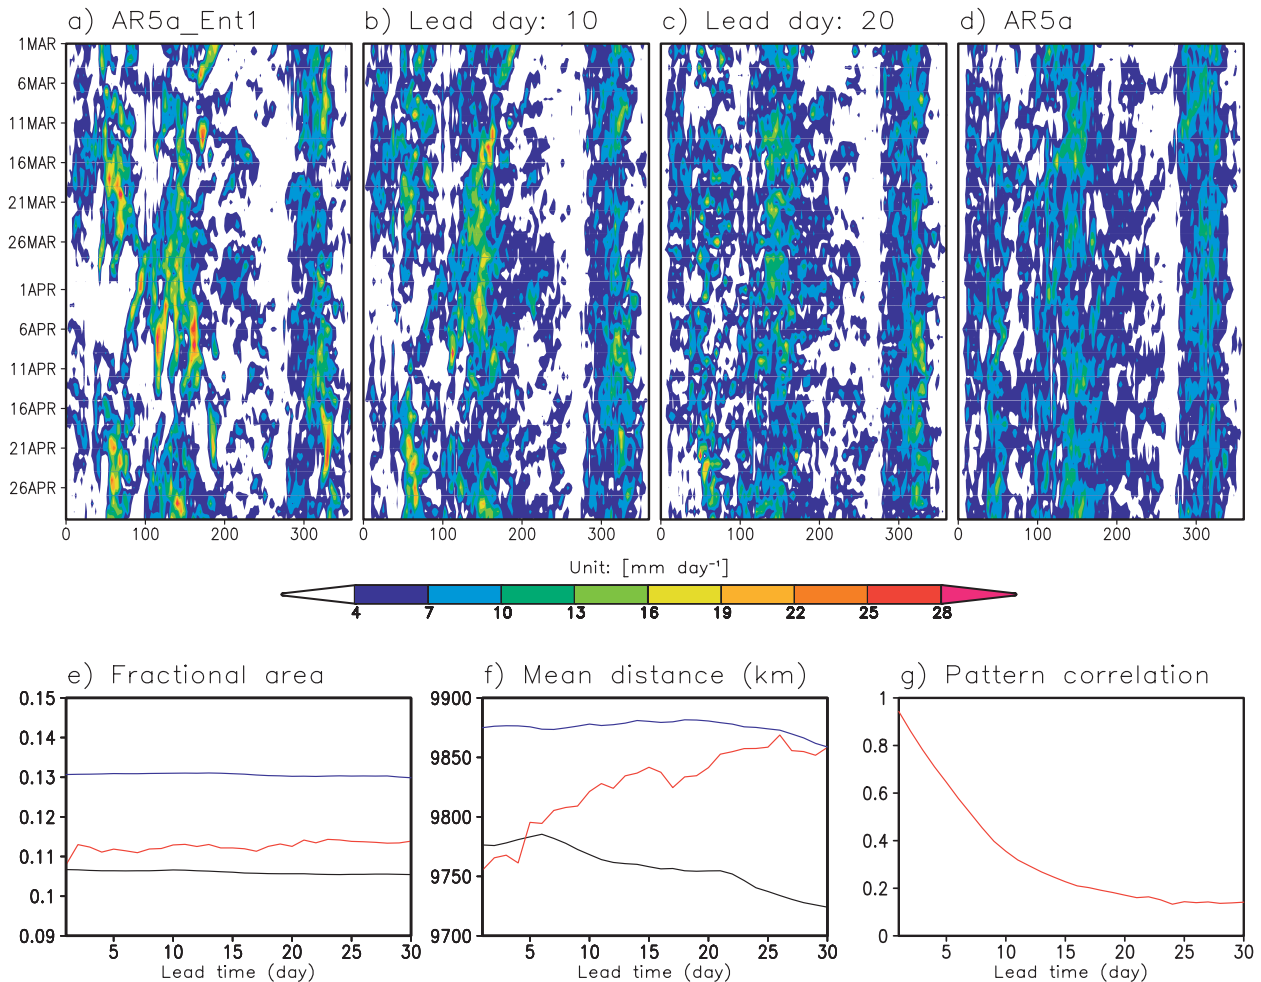 a) AR5a_Ent1
b) Lead day: 10
c) Lead day: 20
d) AR5a
1MAR
6MAR
11MAR
16MAR
21MAR
26MAR
1APR
6APR
11APR
16APR
21APR
26APR
0 100 200 300
0 100 200 300
0 100 200 300
0 100 200 300
Unit: [mm day⁻¹]
4 7 10 13 16 19 22 25 28
e) Fractional area
0.15
0.14
0.13
0.12
0.11
0.1
0.09
5 10 15 20 25 30
Lead time (day)
f) Mean distance (km)
9900
9850
9800
9750
9700
5 10 15 20 25 30
Lead time (day)
g) Pattern correlation
1
0.8
0.6
0.4
0.2
0
5 10 15 20 25 30
Lead time (day)